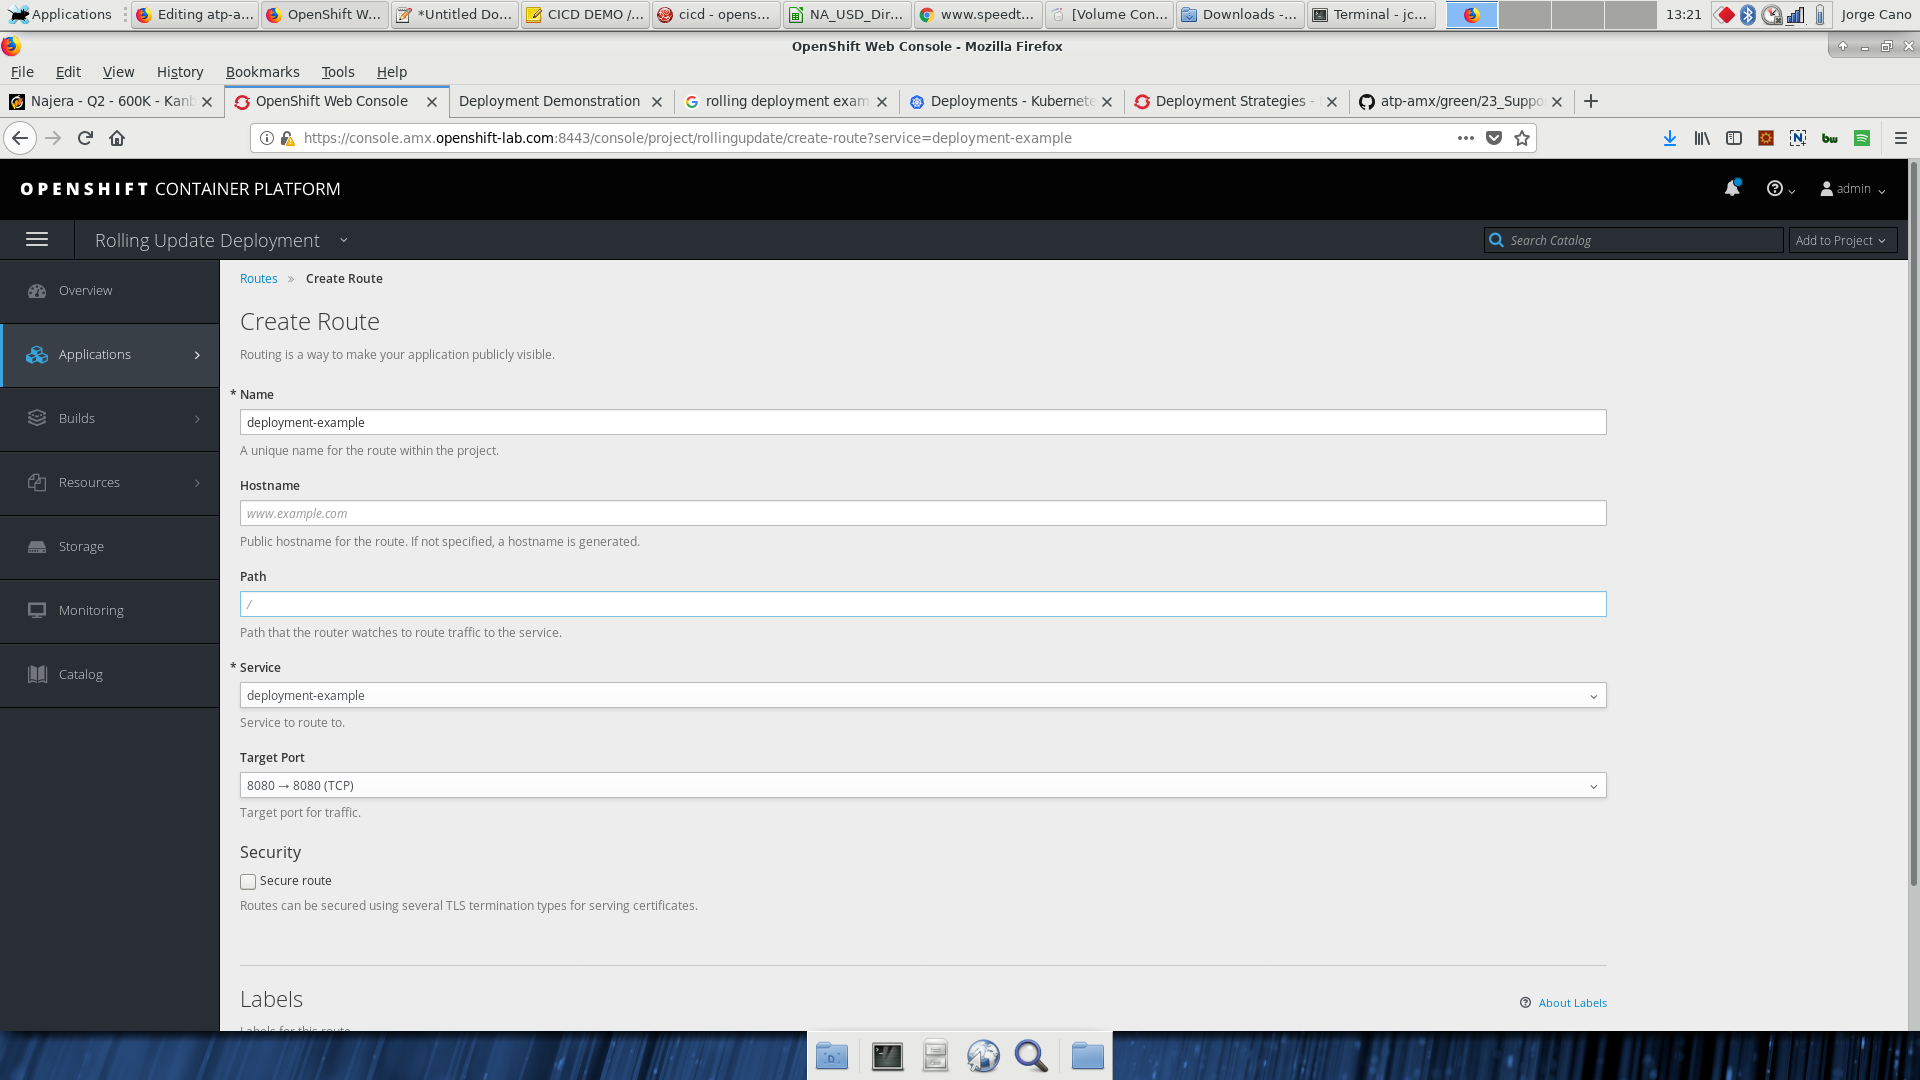 Applications
Editing atp-a...
OpenShift W...
*Untitled Do...
CICD DEMO /...
cicd - opens...
NA_USD_Dir...
www.speedt...
[Volume Con...
Downloads -...
Terminal - jc...
13:21
Jorge Cano
OpenShift Web Console - Mozilla Firefox
File Edit View History Bookmarks Tools Help
Najera - Q2 - 600K - Kanb
OpenShift Web Console
Deployment Demonstration
rolling deployment exam
Deployments - Kubernete
Deployment Strategies -
atp-amx/green/23_Suppo
https://console.amx.openshift-lab.com:8443/console/project/rollingupdate/create-route?service=deployment-example
OPENSHIFT CONTAINER PLATFORM
admin
Rolling Update Deployment
Search Catalog
Add to Project
Overview
Applications
Builds
Resources
Storage
Monitoring
Catalog
Routes » Create Route
Create Route
Routing is a way to make your application publicly visible.
* Name
deployment-example
A unique name for the route within the project.
Hostname
www.example.com
Public hostname for the route. If not specified, a hostname is generated.
Path
/
Path that the router watches to route traffic to the service.
* Service
deployment-example
Service to route to.
Target Port
8080 → 8080 (TCP)
Target port for traffic.
Security
Secure route
Routes can be secured using several TLS termination types for serving certificates.
Labels
About Labels
Labels for this route.